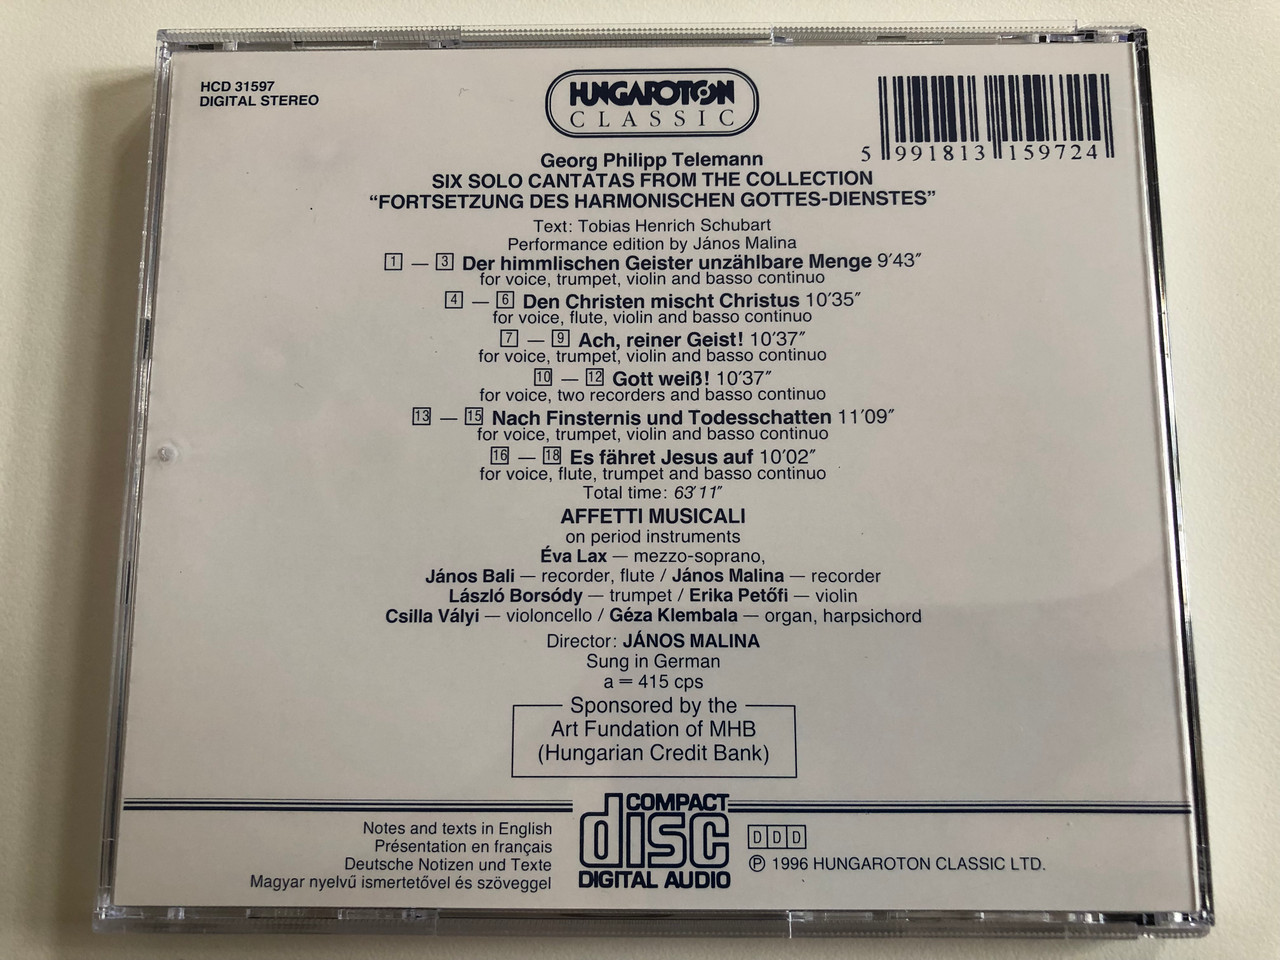 HCD 31597
DIGITAL STEREO
HUNGAROTON
CLASSIC
5 991813 159724
Georg Philipp Telemann
SIX SOLO CANTATAS FROM THE COLLECTION
“FORTSETZUNG DES HARMONISCHEN GOTTES-DIENSTES”
Text: Tobias Henrich Schubart
Performance edition by János Malina
1 — 3 Der himmlischen Geister unzählbare Menge 9′43″
for voice, trumpet, violin and basso continuo
4 — 6 Den Christen mischt Christus 10′35″
for voice, flute, violin and basso continuo
7 — 9 Ach, reiner Geist! 10′37″
for voice, trumpet, violin and basso continuo
10 — 12 Gott weiß! 10′37″
for voice, two recorders and basso continuo
13 — 15 Nach Finsternis und Todesschatten 11′09″
for voice, trumpet, violin and basso continuo
16 — 18 Es fähret Jesus auf 10′02″
for voice, flute, trumpet and basso continuo
Total time: 63′11″
AFFETTI MUSICALI
on period instruments
Éva Lax — mezzo-soprano,
János Bali — recorder, flute / János Malina — recorder
László Borsódy — trumpet / Erika Petőfi — violin
Csilla Vályi — violoncello / Géza Klembala — organ, harpsichord
Director: JÁNOS MALINA
Sung in German
a = 415 cps
Sponsored by the
Art Fundation of MHB
(Hungarian Credit Bank)
Notes and texts in English
Présentation en français
Deutsche Notizen und Texte
Magyar nyelvű ismertetővel és szöveggel
COMPACT
disc
DIGITAL AUDIO
DDD
℗ 1996 HUNGAROTON CLASSIC LTD.